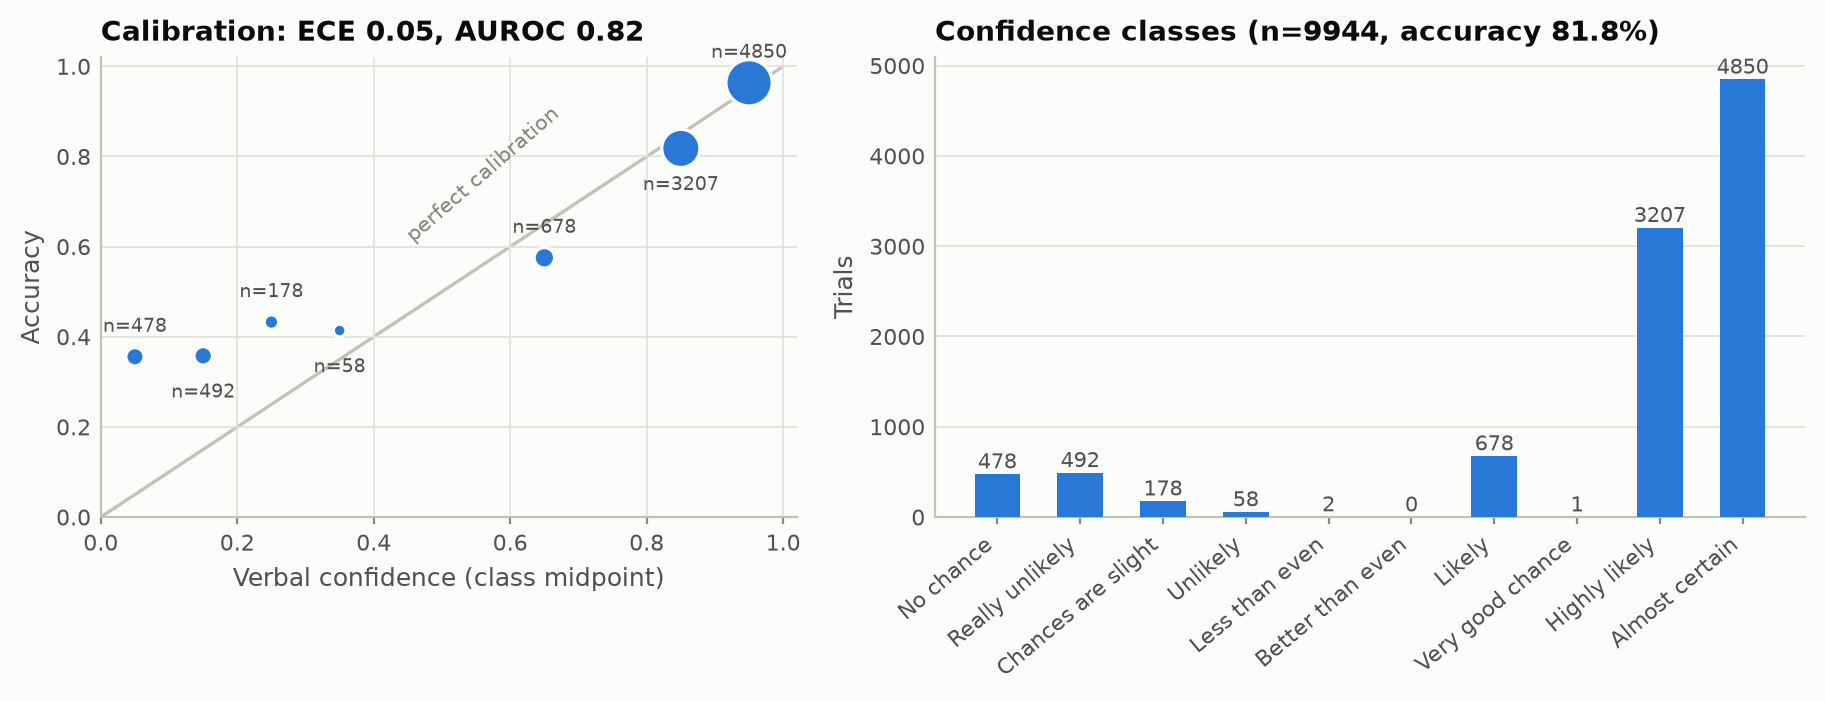 Calibration: ECE 0.05, AUROC 0.82
n=4850
1.0
perfect calibration
0.8
n=3207
n=678
0.6
n=178
n=478
0.4
n=58
n=492
0.2
0.0
0.0 0.2 0.4 0.6 0.8 1.0
Accuracy
Verbal confidence (class midpoint)
Confidence classes (n=9944, accuracy 81.8%)
5000
4000
3000
2000
1000
0
Trials
478 492 178 58 2 0 678 1 3207 4850
No chance
Really unlikely
Chances are slight
Unlikely
Less than even
Better than even
Likely
Very good chance
Highly likely
Almost certain